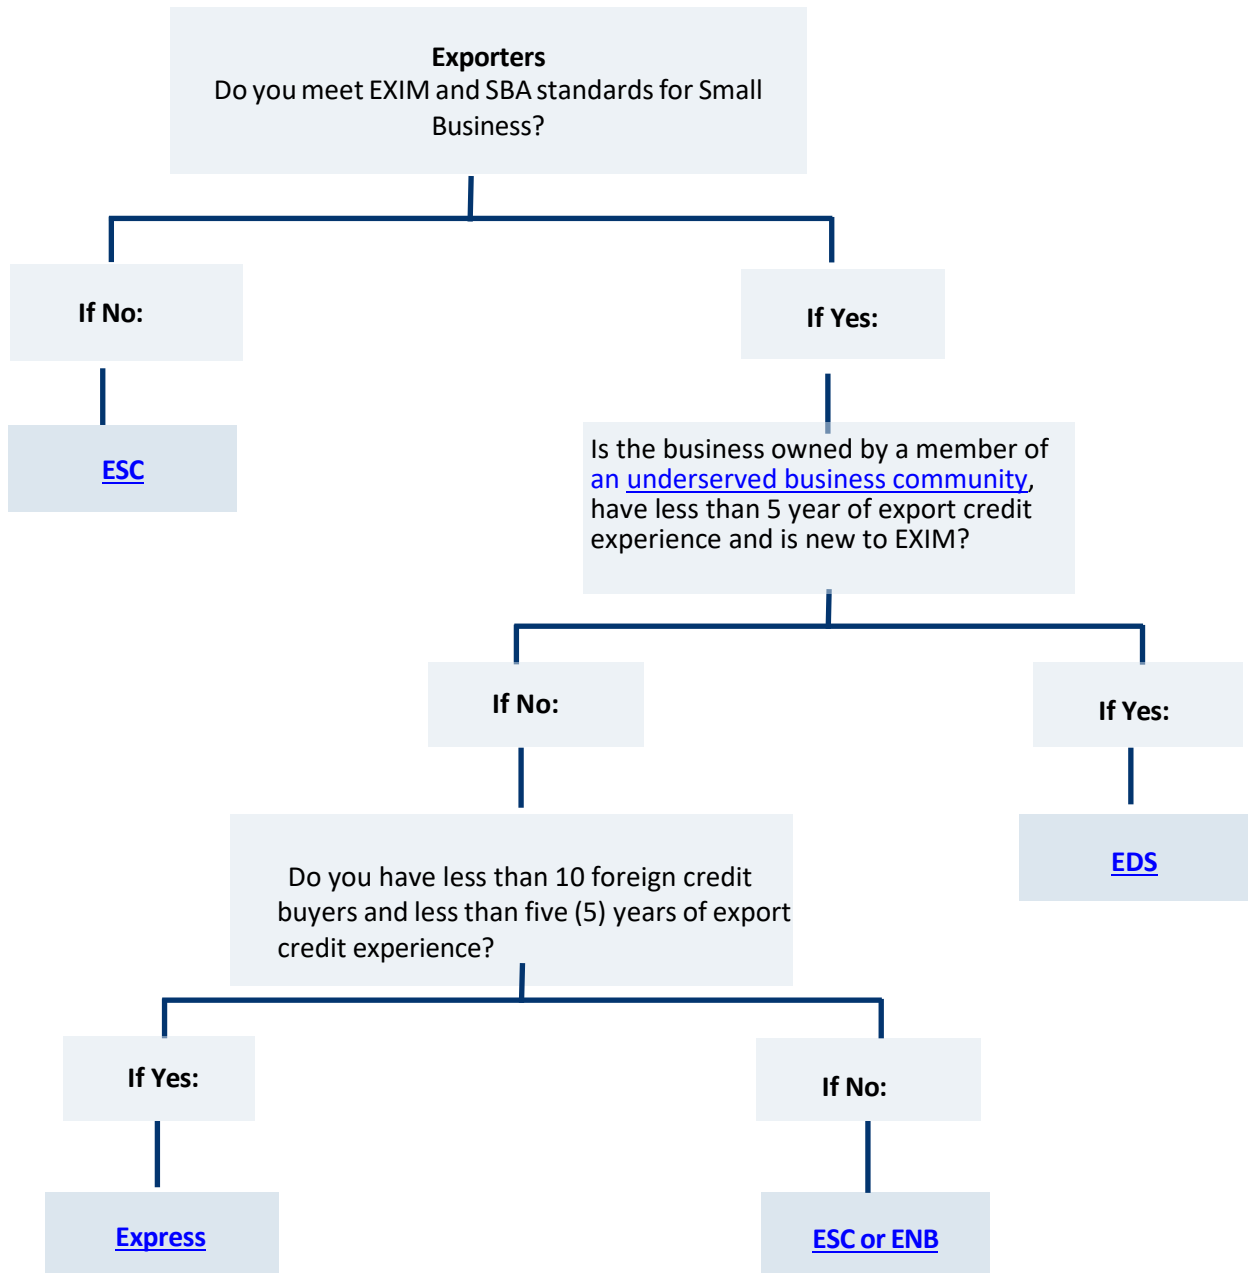 Exporters
Do you meet EXIM and SBA standards for Small
Business?
If No:
If Yes:
ESC
Is the business owned by a member of
an underserved business community,
have less than 5 year of export credit
experience and is new to EXIM?
If No:
If Yes:
EDS
Do you have less than 10 foreign credit
buyers and less than five (5) years of export
credit experience?
If Yes:
If No:
Express
ESC or ENB